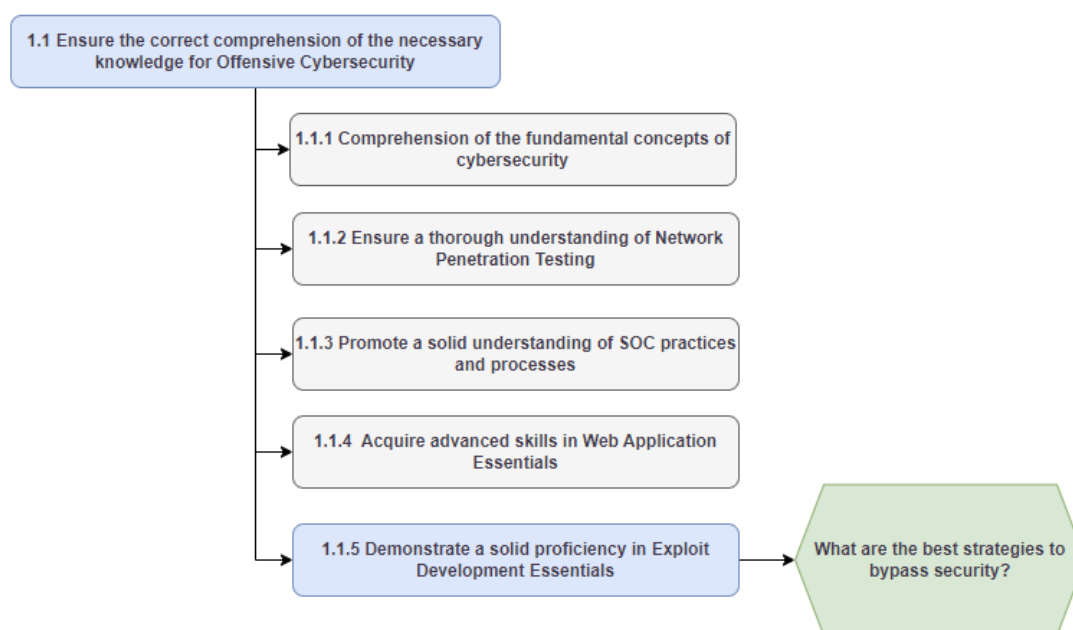 1.1 Ensure the correct comprehension of the necessary
knowledge for Offensive Cybersecurity
1.1.1 Comprehension of the fundamental concepts of
cybersecurity
1.1.2 Ensure a thorough understanding of Network
Penetration Testing
1.1.3 Promote a solid understanding of SOC practices
and processes
1.1.4 Acquire advanced skills in Web Application
Essentials
1.1.5 Demonstrate a solid proficiency in Exploit
Development Essentials
What are the best strategies to
bypass security?